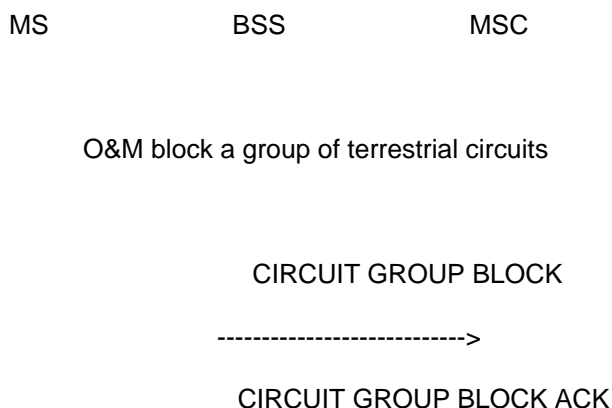 MS BSS MSC
O&M block a group of terrestrial circuits
CIRCUIT GROUP BLOCK
---------------------------->
CIRCUIT GROUP BLOCK ACK